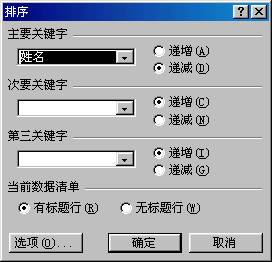 排序
主要关键字
姓名
递增(A)
递减(D)
次要关键字
递增(C)
递减(N)
第三关键字
递增(I)
递减(G)
当前数据清单
有标题行(R) 无标题行(W)
选项(O)... 确定 取消